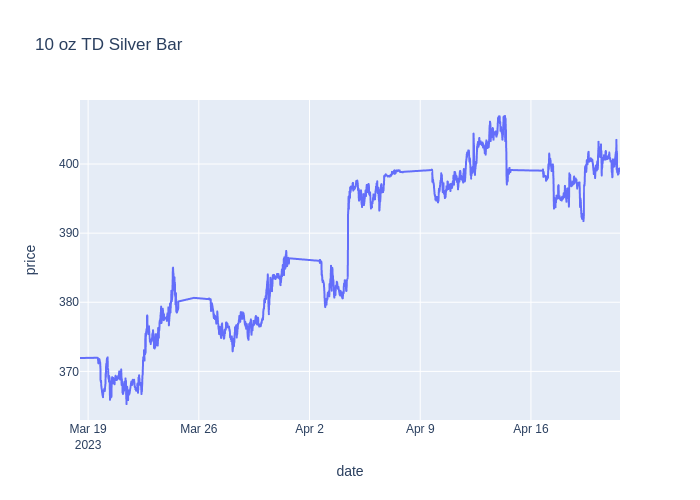 10 oz TD Silver Bar
price
400
390
380
370
Mar 19
2023
Mar 26
Apr 2
Apr 9
Apr 16
date